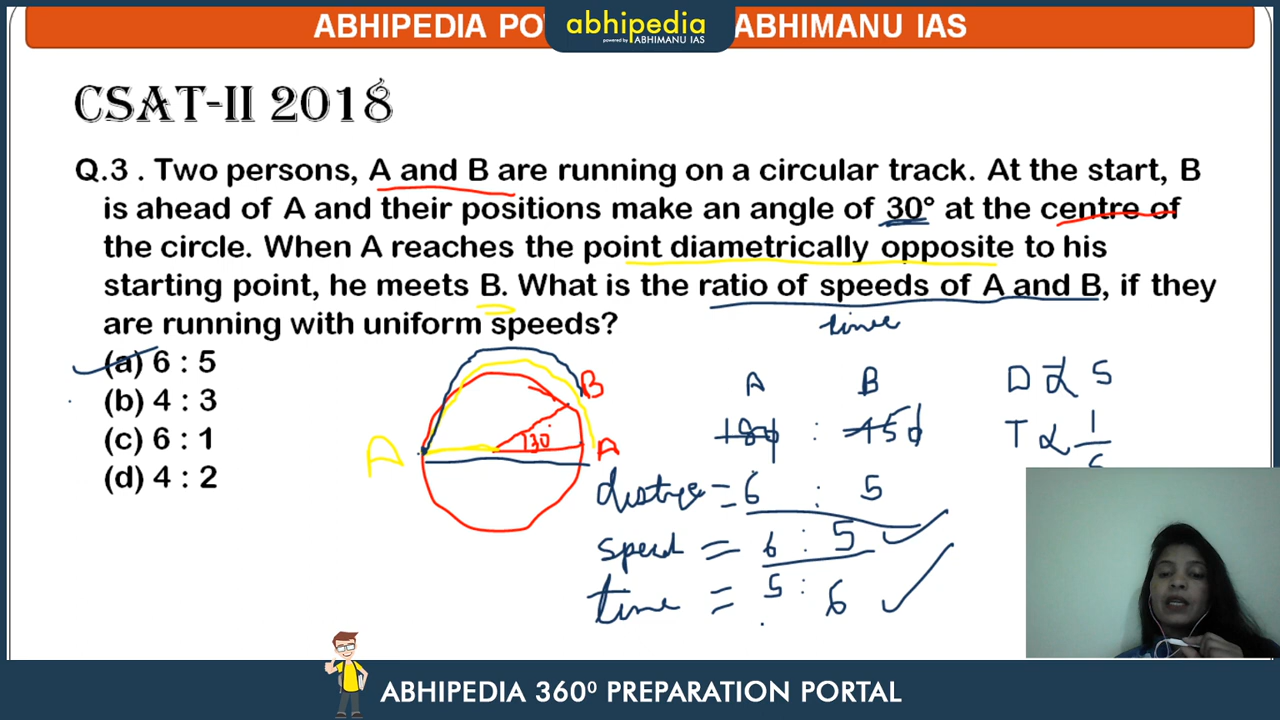 ABHIPEDIA PO
ABHIMANU IAS
abhipedia
powered by ABHIMANU IAS
CSAT-II 2018
Q.3 . Two persons, A and B are running on a circular track. At the start, B
is ahead of A and their positions make an angle of 30° at the centre of
the circle. When A reaches the point diametrically opposite to his
starting point, he meets B. What is the ratio of speeds of A and B, if they
are running with uniform speeds?
time
(a) 6 : 5
(b) 4 : 3
(c) 6 : 1
(d) 4 : 2
B
30°
A
A
A B
180 : 150
distance = 6 : 5
speed = 6 : 5
time = 5 : 6
D α S
T α 1/S
ABHIPEDIA 360⁰ PREPARATION PORTAL